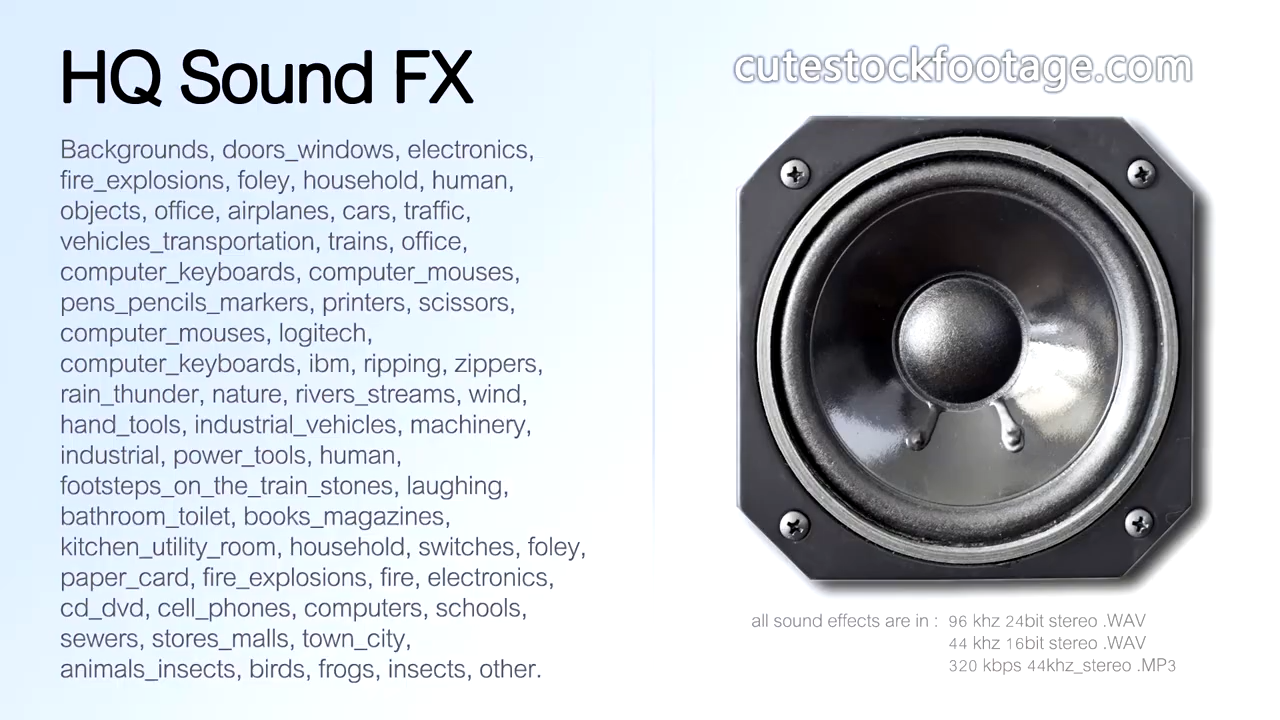 HQ Sound FX
Backgrounds, doors_windows, electronics,
fire_explosions, foley, household, human,
objects, office, airplanes, cars, traffic,
vehicles_transportation, trains, office,
computer_keyboards, computer_mouses,
pens_pencils_markers, printers, scissors,
computer_mouses, logitech,
computer_keyboards, ibm, ripping, zippers,
rain_thunder, nature, rivers_streams, wind,
hand_tools, industrial_vehicles, machinery,
industrial, power_tools, human,
footsteps_on_the_train_stones, laughing,
bathroom_toilet, books_magazines,
kitchen_utility_room, household, switches, foley,
paper_card, fire_explosions, fire, electronics,
cd_dvd, cell_phones, computers, schools,
sewers, stores_malls, town_city,
animals_insects, birds, frogs, insects, other.
cutestockfootage.com
all sound effects are in : 96 khz 24bit stereo .WAV
44 khz 16bit stereo .WAV
320 kbps 44khz_stereo .MP3